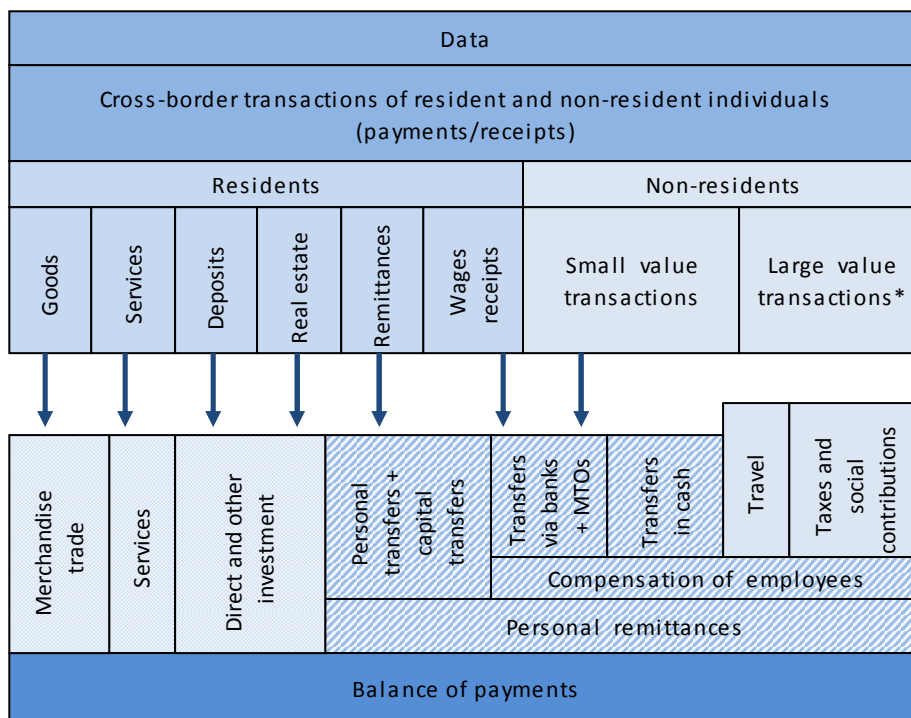 Data
Cross-border transactions of resident and non-resident individuals
(payments/receipts)
Residents
Non-residents
Goods
Services
Deposits
Real estate
Remittances
Wages
receipts
Small value
transactions
Large value
transactions*
Merchandise
trade
Services
Direct and other
investment
Personal
transfers +
capital
transfers
Transfers
via banks
+ MTOs
Transfers
in cash
Travel
Taxes and
social
contributions
Compensation of employees
Personal remittances
Balance of payments